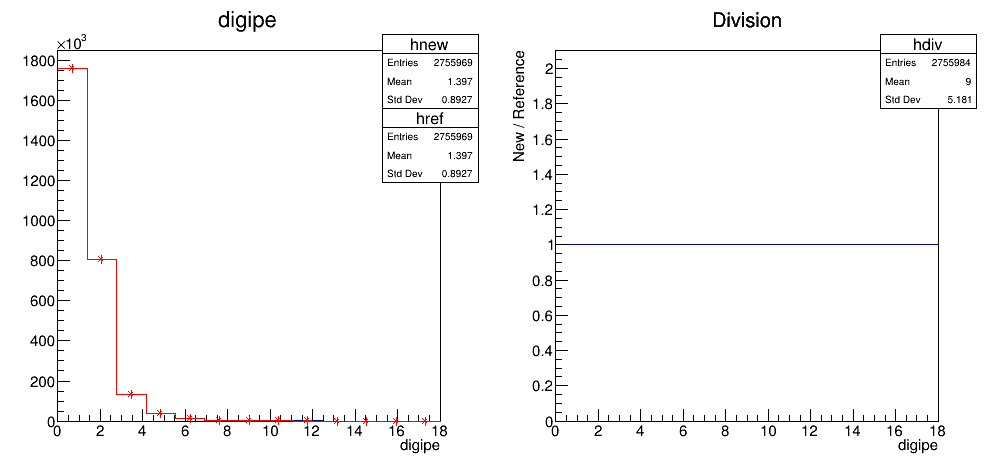 digipe
×10³
hnew
Entries 2755969
Mean 1.397
Std Dev 0.8927
href
Entries 2755969
Mean 1.397
Std Dev 0.8927
1800
1600
1400
1200
1000
800
600
400
200
0
0 2 4 6 8 10 12 14 16 18
digipe
Division
hdiv
Entries 2755984
Mean 9
Std Dev 5.181
New / Reference
2
1.8
1.6
1.4
1.2
1
0.8
0.6
0.4
0.2
0
0 2 4 6 8 10 12 14 16 18
digipe